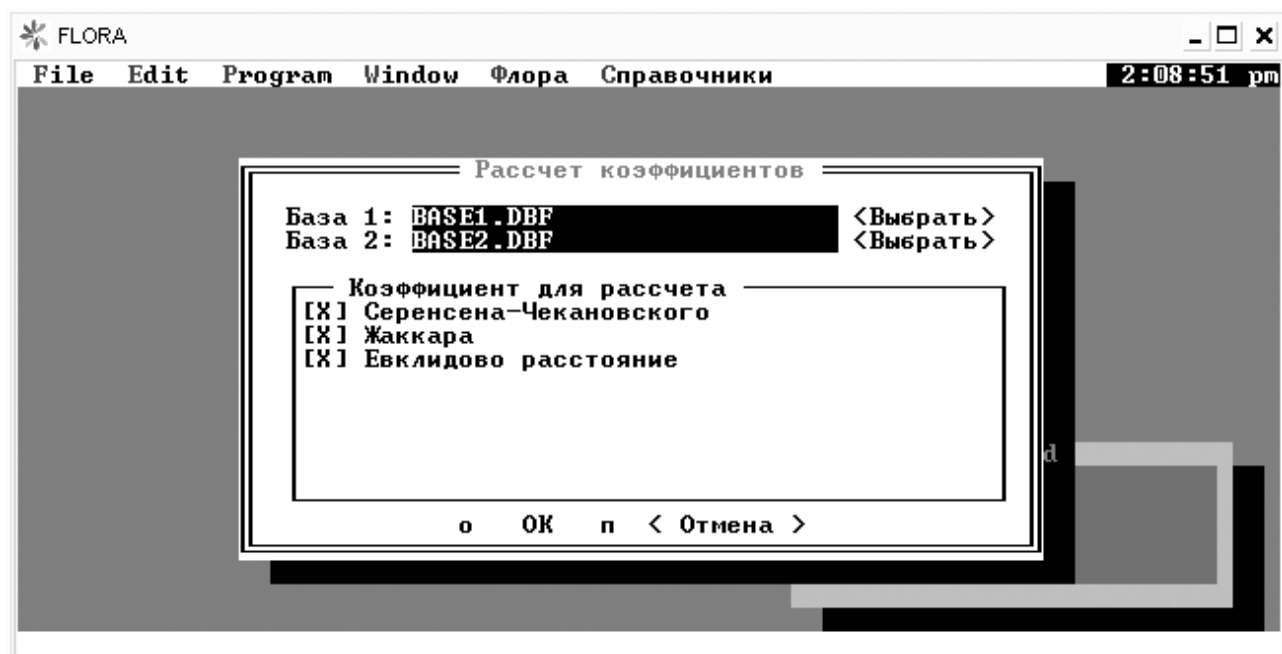 FLORA
File Edit Program Window Флора Справочники 2:08:51 pm
Рассчет коэффициентов
База 1: BASE1.DBF <Выбрать>
База 2: BASE2.DBF <Выбрать>
Коэффициент для рассчета
[X] Серенсена-Чекановского
[X] Жаккара
[X] Евклидово расстояние
d
о ОК п < Отмена >